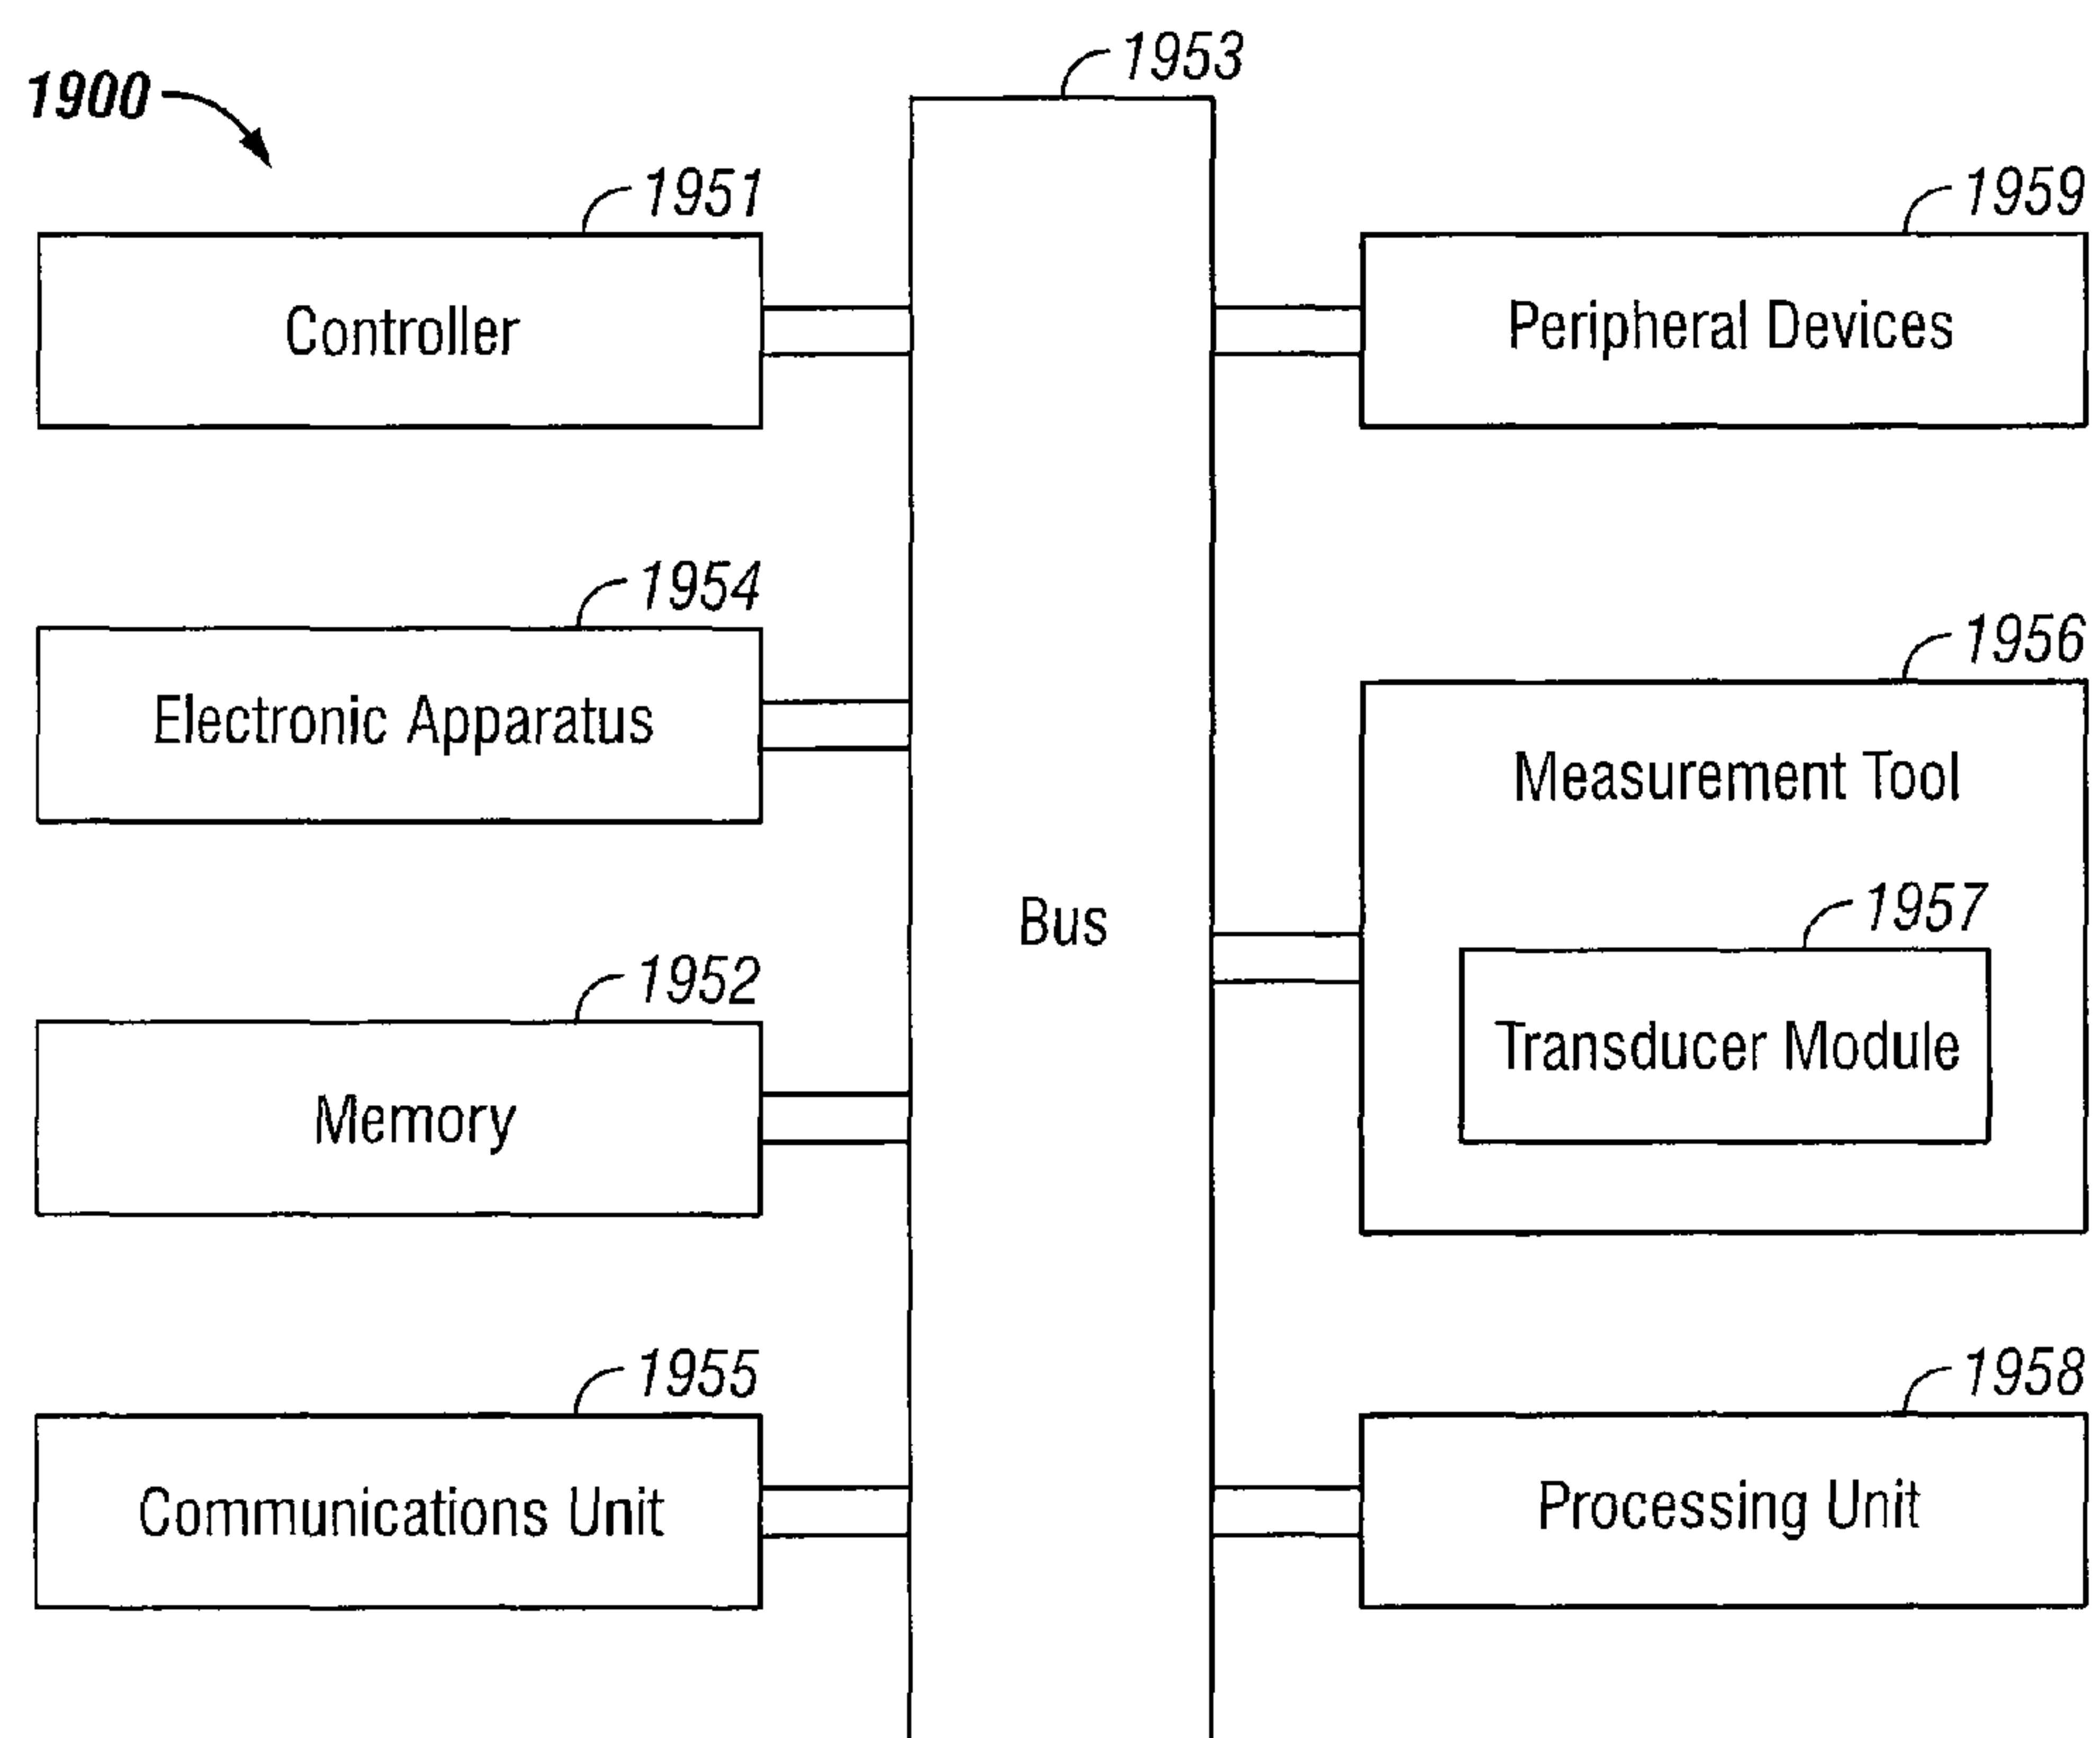 1900
1953
1951
Controller
1959
Peripheral Devices
1954
Electronic Apparatus
1956
Measurement Tool
1957
Transducer Module
Bus
1952
Memory
1955
Communications Unit
1958
Processing Unit